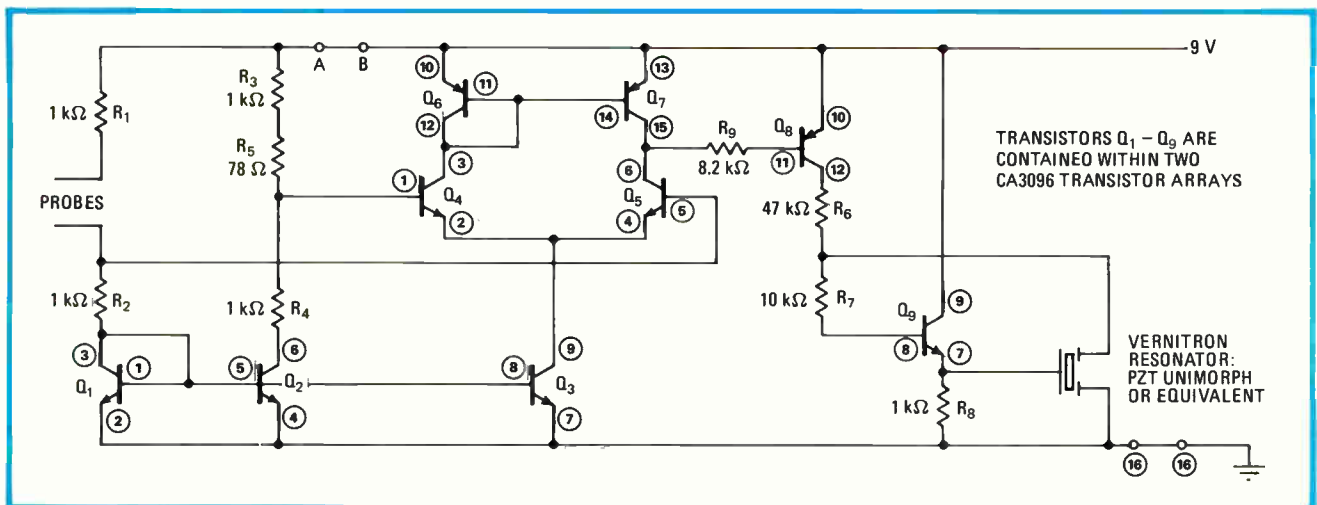 A
B
9 V
R3
1 kΩ
R5
78 Ω
1 kΩ
R1
PROBES
1 kΩ
R2
3
1
Q1
2
1 kΩ
R4
6
5
Q2
4
10
11
Q6
12
3
1
Q4
2
13
14
Q7
15
6
Q5
5
4
9
8
Q3
7
R9
8.2 kΩ
Q8
10
11
12
47 kΩ
R6
10 kΩ
R7
Q9
9
8
7
1 kΩ
R8
TRANSISTORS Q1 – Q9 ARE
CONTAINEO WITHIN TWO
CA3096 TRANSISTOR ARRAYS
VERNITRON
RESONATOR:
PZT UNIMORPH
OR EQUIVALENT
16
16